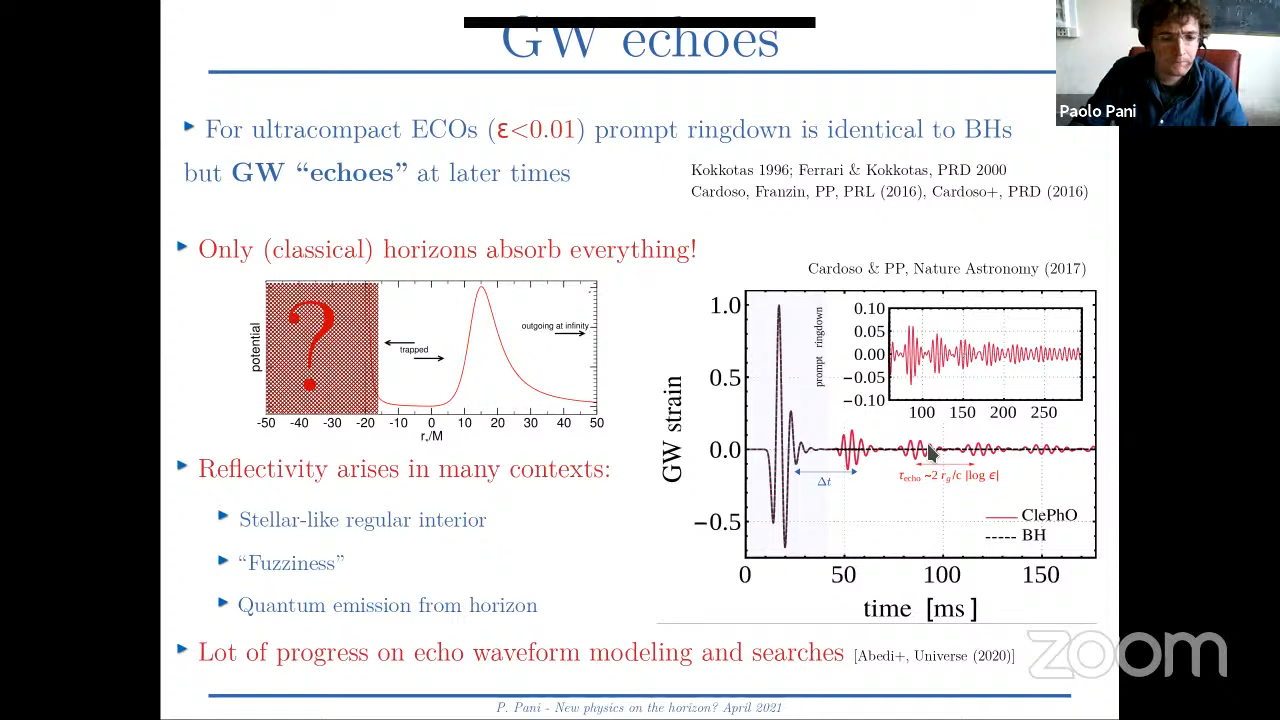 GW echoes
Paolo Pani
For ultracompact ECOs (ε<0.01) prompt ringdown is identical to BHs
but GW “echoes” at later times
Kokkotas 1996; Ferrari & Kokkotas, PRD 2000
Cardoso, Franzin, PP, PRL (2016), Cardoso+, PRD (2016)
Only (classical) horizons absorb everything!
Cardoso & PP, Nature Astronomy (2017)
potential
?
trapped
outgoing at infinity
-50 -40 -30 -20 -10 0 10 20 30 40 50
r*/M
GW strain
1.0
0.5
0.0
−0.5
prompt ringdown
0.10
0.05
0.00
−0.05
−0.10
100 150 200 250
Δt
τecho ~2 rg/c |log ϵ|
ClePhO
BH
0 50 100 150
time [ms]
Reflectivity arises in many contexts:
Stellar-like regular interior
“Fuzziness”
Quantum emission from horizon
Lot of progress on echo waveform modeling and searches [Abedi+, Universe (2020)]
zoom
P. Pani - New physics on the horizon? April 2021